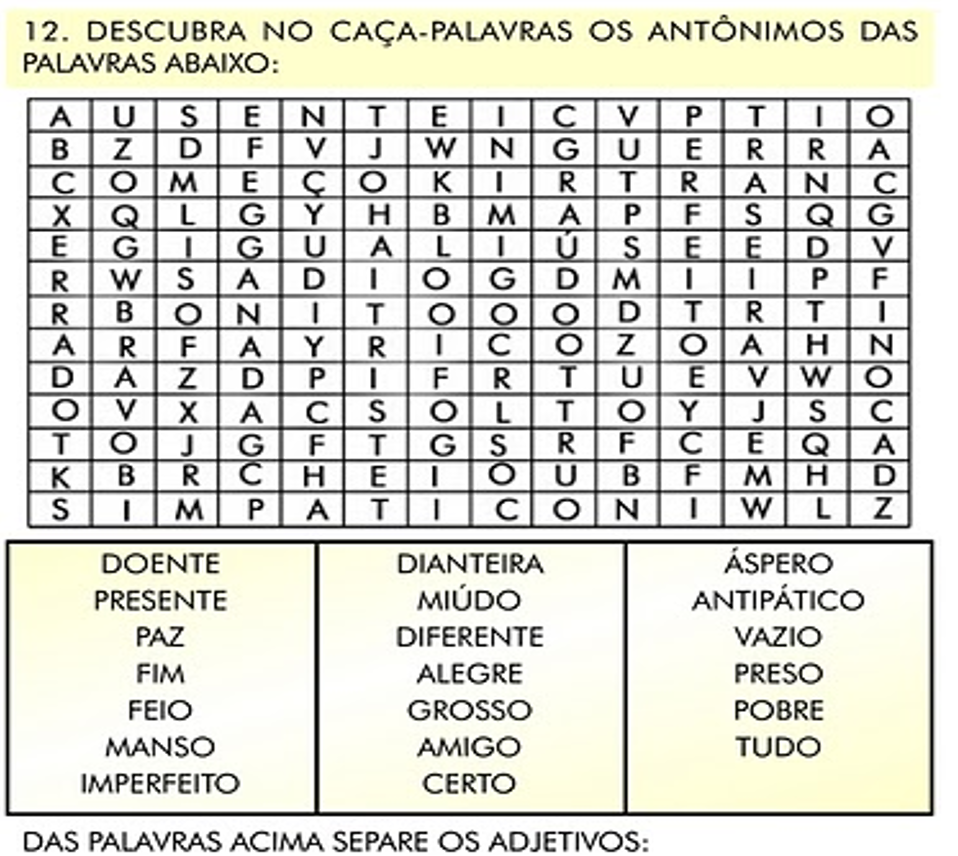 12. DESCUBRA NO CAÇA-PALAVRAS OS ANTÔNIMOS DAS
PALAVRAS ABAIXO:
A U S E N T E I C V P T I O
B Z D F V J W N G U E R R A
C O M E Ç O K I R T R A N C
X Q L G Y H B M A P F S Q G
E G I G U A L I Ú S E E D V
R W S A D I O G D M I I P F
R B O N I T O O O D T R T I
A R F A Y R I C O Z O A H N
D A Z D P I F R T U E V W O
O V X A C S O L T O Y J S C
T O J G F T G S R F C E Q A
K B R C H E I O U B F M H D
S I M P A T I C O N I W L Z
DOENTE DIANTEIRA ÁSPERO
PRESENTE MIÚDO ANTIPÁTICO
PAZ DIFERENTE VAZIO
FIM ALEGRE PRESO
FEIO GROSSO POBRE
MANSO AMIGO TUDO
IMPERFEITO CERTO
DAS PALAVRAS ACIMA SEPARE OS ADJETIVOS: